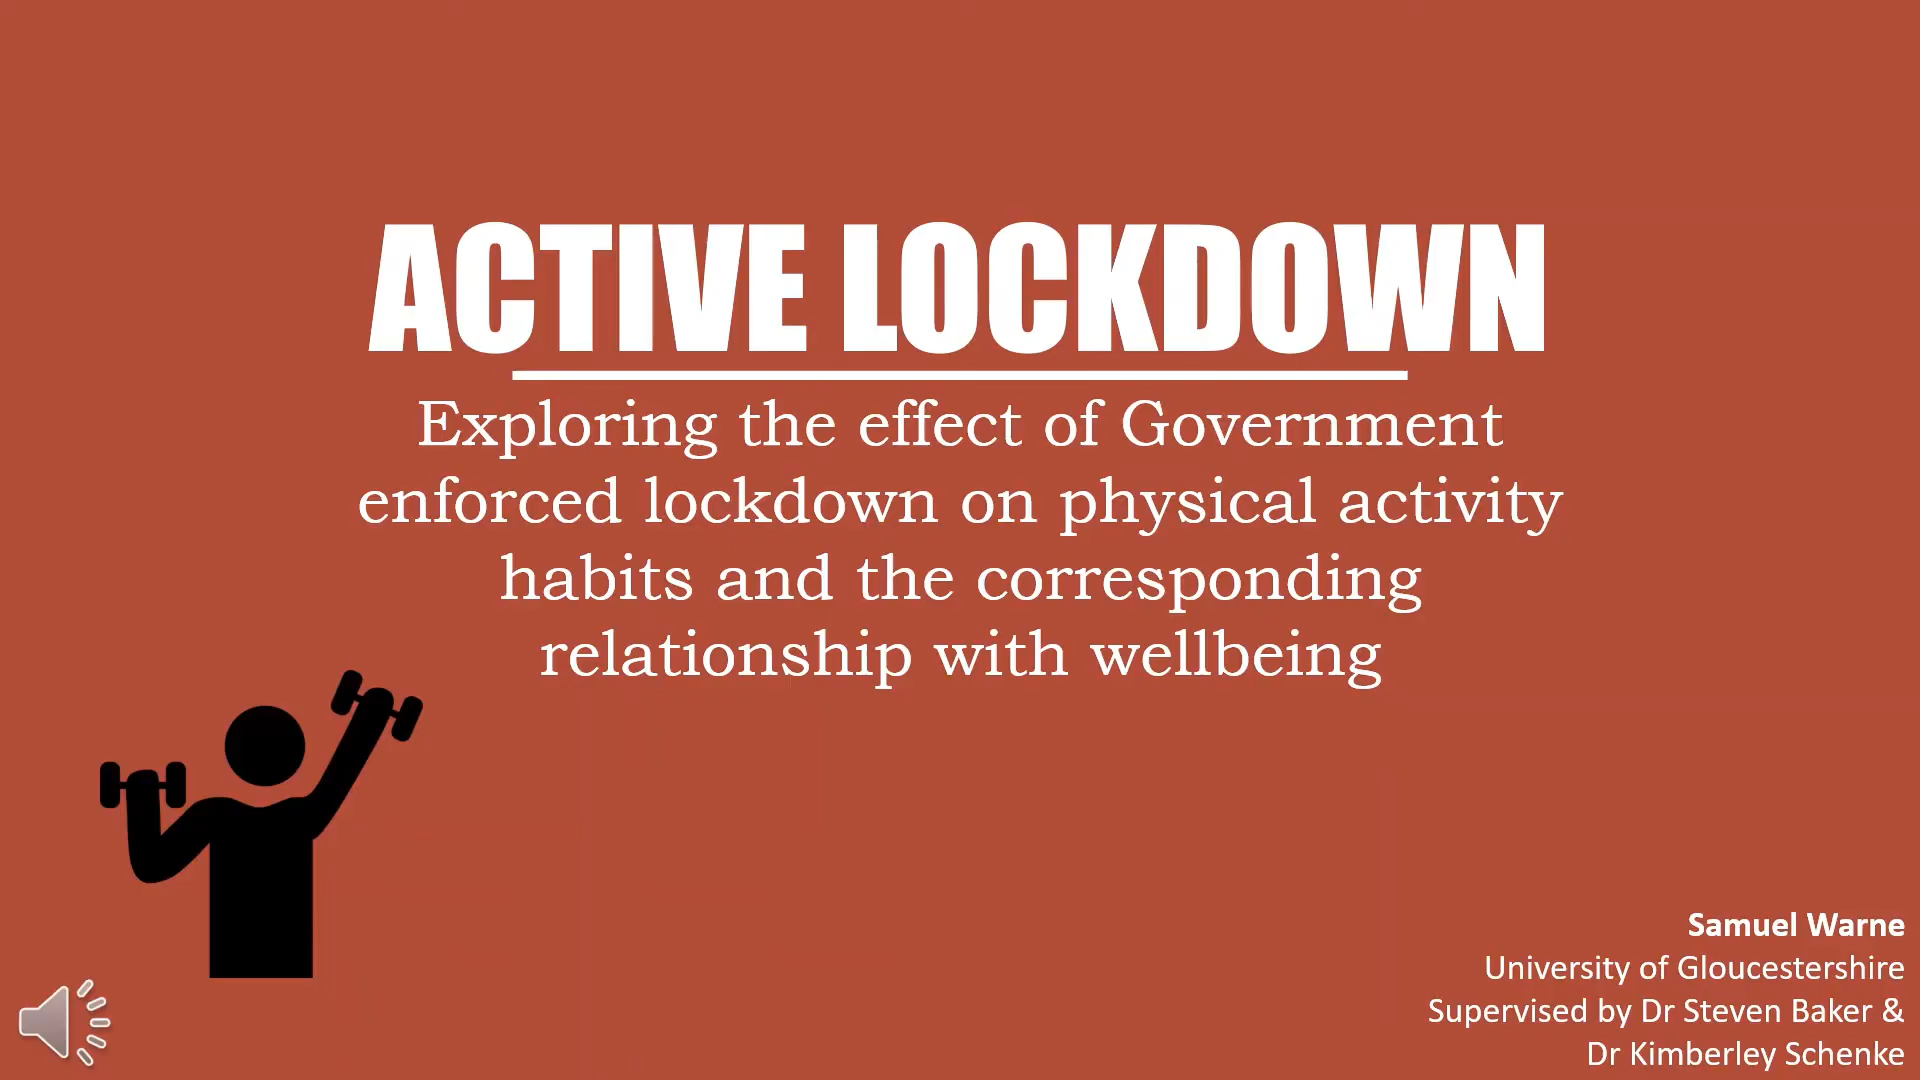 ACTIVE LOCKDOWN
Exploring the effect of Government
enforced lockdown on physical activity
habits and the corresponding
relationship with wellbeing
Samuel Warne
University of Gloucestershire
Supervised by Dr Steven Baker &
Dr Kimberley Schenke